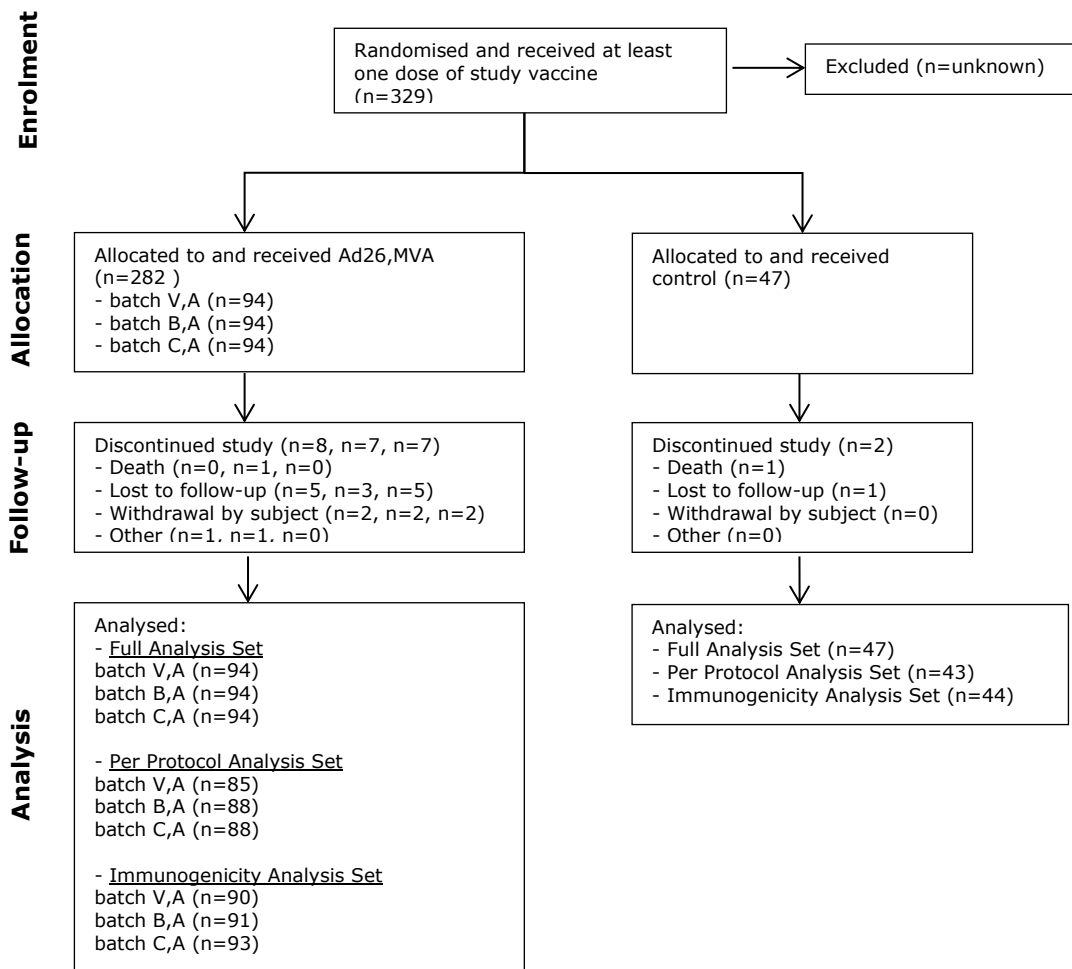 Enrolment
Randomised and received at least
one dose of study vaccine
(n=329)
Excluded (n=unknown)
Allocation
Allocated to and received Ad26,MVA
(n=282 )
- batch V,A (n=94)
- batch B,A (n=94)
- batch C,A (n=94)
Allocated to and received
control (n=47)
Follow-up
Discontinued study (n=8, n=7, n=7)
- Death (n=0, n=1, n=0)
- Lost to follow-up (n=5, n=3, n=5)
- Withdrawal by subject (n=2, n=2, n=2)
- Other (n=1, n=1, n=0)
Discontinued study (n=2)
- Death (n=1)
- Lost to follow-up (n=1)
- Withdrawal by subject (n=0)
- Other (n=0)
Analysis
Analysed:
- Full Analysis Set
batch V,A (n=94)
batch B,A (n=94)
batch C,A (n=94)
- Per Protocol Analysis Set
batch V,A (n=85)
batch B,A (n=88)
batch C,A (n=88)
- Immunogenicity Analysis Set
batch V,A (n=90)
batch B,A (n=91)
batch C,A (n=93)
Analysed:
- Full Analysis Set (n=47)
- Per Protocol Analysis Set (n=43)
- Immunogenicity Analysis Set (n=44)